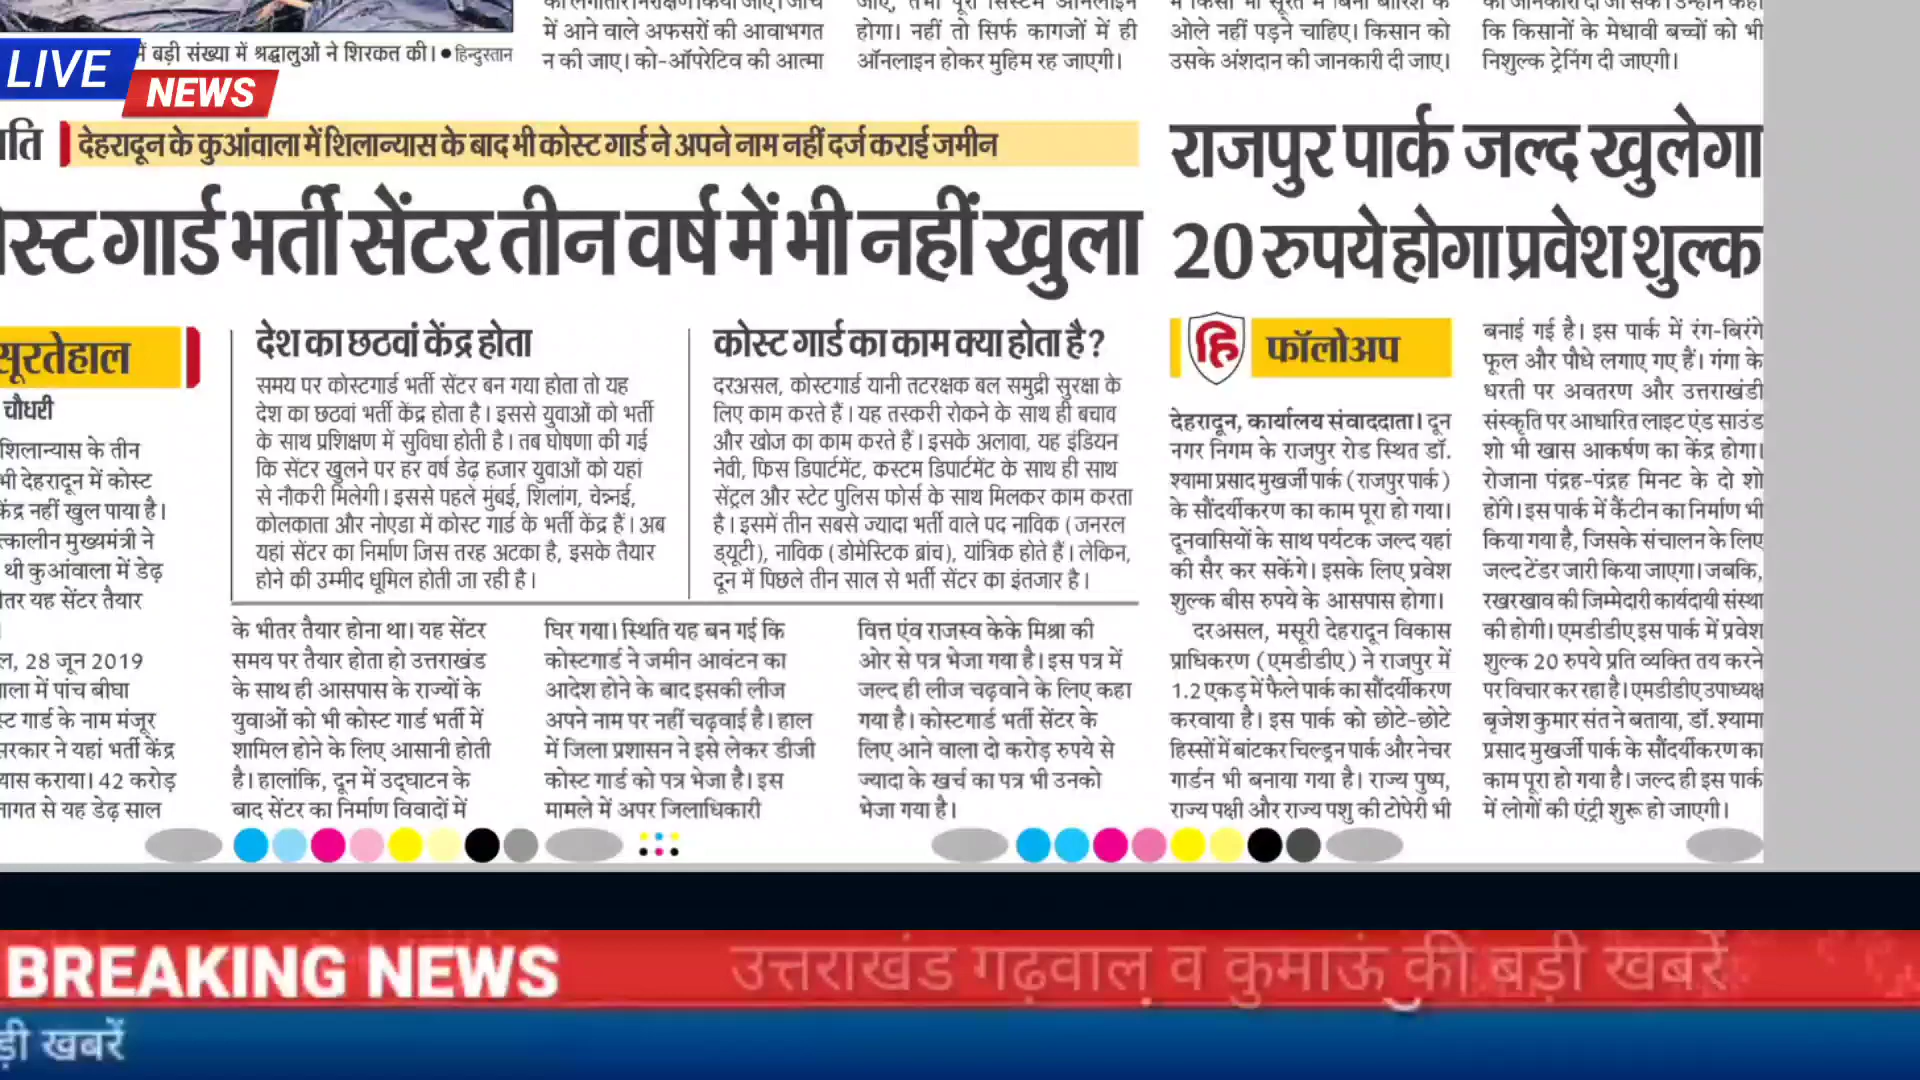 में आने वाले अफसरों की आवाभगत
न की जाए। को-ऑपरेटिव की आत्मा
होगा। नहीं तो सिर्फ कागजों में ही
ऑनलाइन होकर मुहिम रह जाएगी।
ओले नहीं पड़ने चाहिए। किसान को
उसके अंशदान की जानकारी दी जाए।
कि किसानों के मेधावी बच्चों को भी
निशुल्क ट्रेनिंग दी जाएगी।
में बड़ी संख्या में श्रद्धालुओं ने शिरकत की। • हिन्दुस्तान
LIVE
NEWS
देहरादून के कुआंवाला में शिलान्यास के बाद भी कोस्ट गार्ड ने अपने नाम नहीं दर्ज कराई जमीन
गार्ड भर्ती सेंटर तीन वर्ष में भी नहीं खुला
सूरतेहाल
चौधरी
शिलान्यास के तीन
भी देहरादून में कोस्ट
केंद्र नहीं खुल पाया है।
त्कालीन मुख्यमंत्री ने
थी कुआंवाला में डेढ़
तर यह सेंटर तैयार
28 जून 2019
में पांच बीघा
गार्ड के नाम मंजूर
ने यहां भर्ती केंद्र
कराया। 42 करोड़
से यह डेढ़ साल
देश का छठवां केंद्र होता
समय पर कोस्टगार्ड भर्ती सेंटर बन गया होता तो यह
देश का छठवां भर्ती केंद्र होता है। इससे युवाओं को भर्ती
के साथ प्रशिक्षण में सुविधा होती है। तब घोषणा की गई
कि सेंटर खुलने पर हर वर्ष डेढ़ हजार युवाओं को यहां
से नौकरी मिलेगी। इससे पहले मुंबई, शिलांग, चेन्नई,
कोलकाता और नोएडा में कोस्ट गार्ड के भर्ती केंद्र हैं। अब
यहां सेंटर का निर्माण जिस तरह अटका है, इसके तैयार
होने की उम्मीद धूमिल होती जा रही है।
कोस्ट गार्ड का काम क्या होता है?
दरअसल, कोस्टगार्ड यानी तटरक्षक बल समुद्री सुरक्षा के
लिए काम करते हैं। यह तस्करी रोकने के साथ ही बचाव
और खोज का काम करते हैं। इसके अलावा, यह इंडियन
नेवी, फिस डिपार्टमेंट, कस्टम डिपार्टमेंट के साथ ही साथ
सेंट्रल और स्टेट पुलिस फोर्स के साथ मिलकर काम करता
है। इसमें तीन सबसे ज्यादा भर्ती वाले पद नाविक (जनरल
ड्यूटी), नाविक (डोमेस्टिक ब्रांच), यांत्रिक होते हैं। लेकिन,
दून में पिछले तीन साल से भर्ती सेंटर का इंतजार है।
के भीतर तैयार होना था। यह सेंटर
समय पर तैयार होता हो उत्तराखंड
के साथ ही आसपास के राज्यों के
युवाओं को भी कोस्ट गार्ड भर्ती में
शामिल होने के लिए आसानी होती
है। हालांकि, दून में उद्घाटन के
बाद सेंटर का निर्माण विवादों में
घिर गया। स्थिति यह बन गई कि
कोस्टगार्ड ने जमीन आवंटन का
आदेश होने के बाद इसकी लीज
अपने नाम पर नहीं चढ़वाई है। हाल
में जिला प्रशासन ने इसे लेकर डीजी
कोस्ट गार्ड को पत्र भेजा है। इस
मामले में अपर जिलाधिकारी
वित्त एंव राजस्व केके मिश्रा की
ओर से पत्र भेजा गया है। इस पत्र में
जल्द ही लीज चढ़वाने के लिए कहा
गया है। कोस्टगार्ड भर्ती सेंटर के
लिए आने वाला दो करोड़ रुपये से
ज्यादा के खर्च का पत्र भी उनको
भेजा गया है।
राजपुर पार्क जल्द खुलेगा
20 रुपये होगा प्रवेश शुल्क
हि फॉलोअप
देहरादून, कार्यालय संवाददाता। दून
नगर निगम के राजपुर रोड स्थित डॉ.
श्यामा प्रसाद मुखर्जी पार्क (राजपुर पार्क)
के सौंदर्यीकरण का काम पूरा हो गया।
दूनवासियों के साथ पर्यटक जल्द यहां
की सैर कर सकेंगे। इसके लिए प्रवेश
शुल्क बीस रुपये के आसपास होगा।
दरअसल, मसूरी देहरादून विकास
प्राधिकरण (एमडीडीए) ने राजपुर में
1.2 एकड़ में फैले पार्क का सौंदर्यीकरण
करवाया है। इस पार्क को छोटे-छोटे
हिस्सों में बांटकर चिल्ड्रन पार्क और नेचर
गार्डन भी बनाया गया है। राज्य पुष्प,
राज्य पक्षी और राज्य पशु की टोपेरी भी
बनाई गई है। इस पार्क में रंग-बिरंगे
फूल और पौधे लगाए गए हैं। गंगा के
धरती पर अवतरण और उत्तराखंडी
संस्कृति पर आधारित लाइट एंड साउंड
शो भी खास आकर्षण का केंद्र होगा।
रोजाना पंद्रह-पंद्रह मिनट के दो शो
होंगे। इस पार्क में कैंटीन का निर्माण भी
किया गया है, जिसके संचालन के लिए
जल्द टेंडर जारी किया जाएगा। जबकि,
रखरखाव की जिम्मेदारी कार्यदायी संस्था
की होगी। एमडीडीए इस पार्क में प्रवेश
शुल्क 20 रुपये प्रति व्यक्ति तय करने
पर विचार कर रहा है। एमडीडीए उपाध्यक्ष
बृजेश कुमार संत ने बताया, डॉ. श्यामा
प्रसाद मुखर्जी पार्क के सौंदर्यीकरण का
काम पूरा हो गया है। जल्द ही इस पार्क
में लोगों की एंट्री शुरू हो जाएगी।
BREAKING NEWS
उत्तराखंड गढ़वाल व कुमाऊं की बड़ी खबरें
ड़ी खबरें